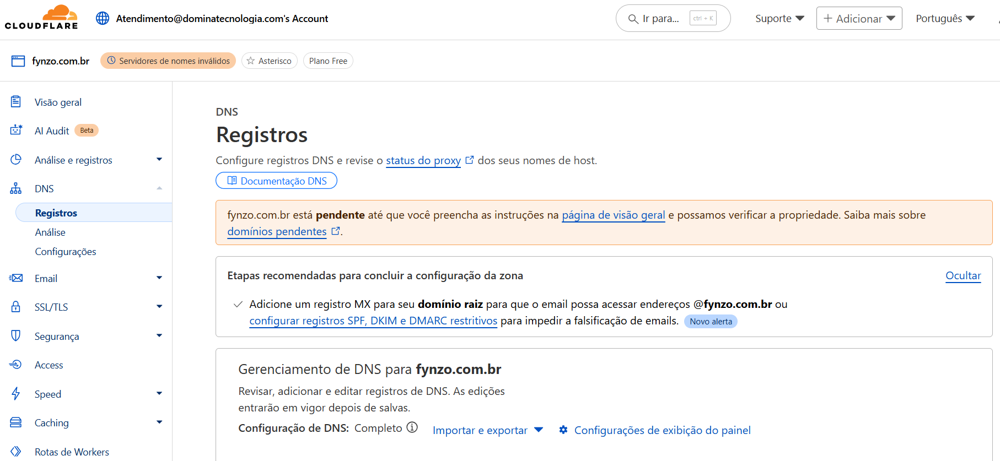 CLOUDFLARE
Atendimento@dominatecnologia.com's Account
Ir para... ctrl + K
Suporte
+ Adicionar
Português
fynzo.com.br
Servidores de nomes inválidos
Asterisco
Plano Free
Visão geral
AI Audit Beta
Análise e registros
DNS
Registros
Análise
Configurações
Email
SSL/TLS
Segurança
Access
Speed
Caching
Rotas de Workers
DNS
Registros
Configure registros DNS e revise o status do proxy dos seus nomes de host.
Documentação DNS
fynzo.com.br está pendente até que você preencha as instruções na página de visão geral e possamos verificar a propriedade. Saiba mais sobre
domínios pendentes.
Etapas recomendadas para concluir a configuração da zona
Ocultar
Adicione um registro MX para seu domínio raiz para que o email possa acessar endereços @fynzo.com.br ou
configurar registros SPF, DKIM e DMARC restritivos para impedir a falsificação de emails. Novo alerta
Gerenciamento de DNS para fynzo.com.br
Revisar, adicionar e editar registros de DNS. As edições
entrarão em vigor depois de salvas.
Configuração de DNS: Completo
Importar e exportar
Configurações de exibição do painel